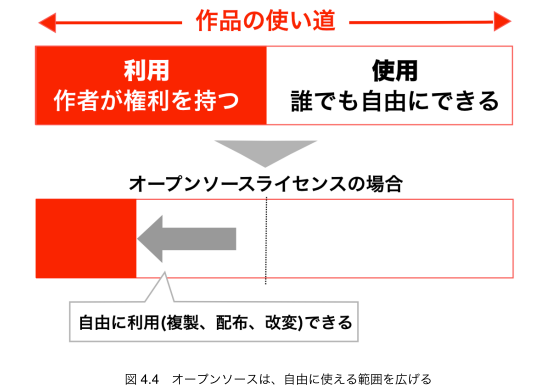 作品の使い道
利用
作者が権利を持つ
使用
誰でも自由にできる
オープンソースライセンスの場合
自由に利用(複製、配布、改変)できる
図 4.4　オープンソースは、自由に使える範囲を広げる